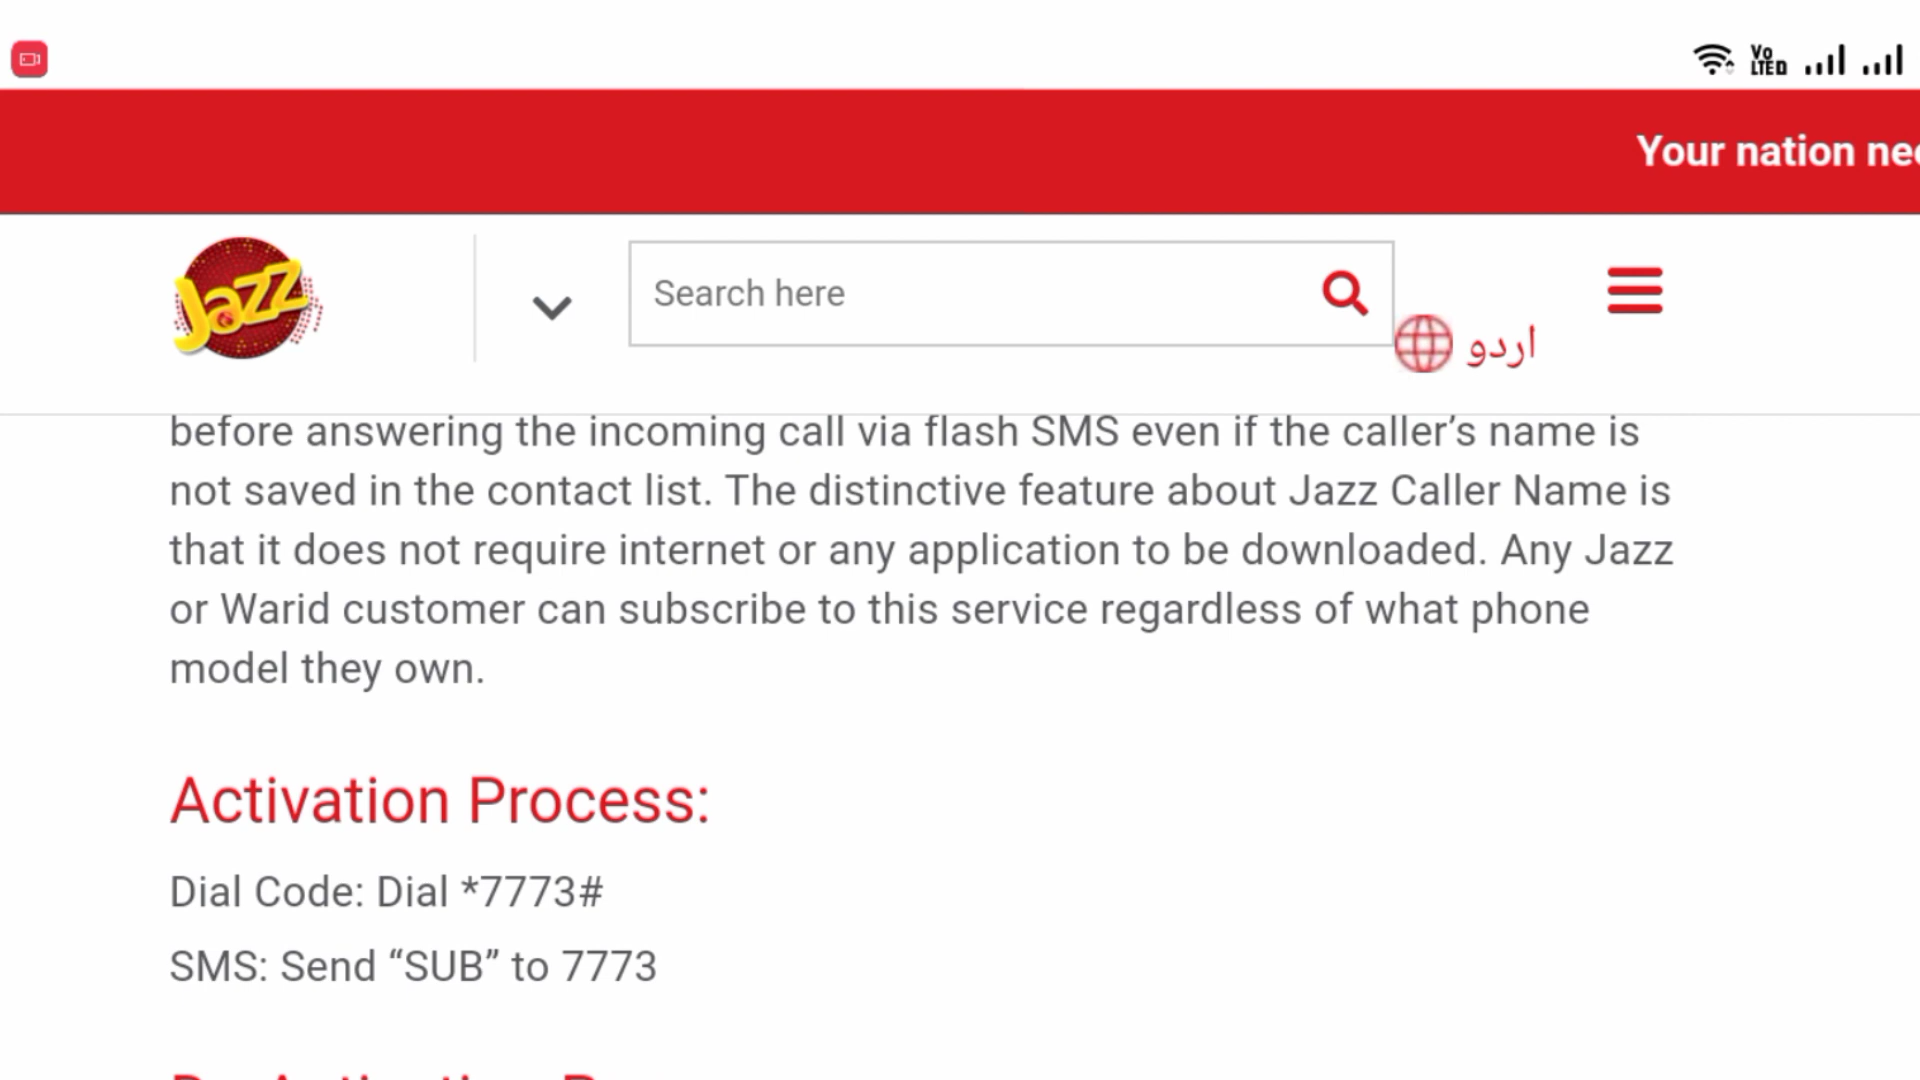 Vo
LTE
Your nation
Jazz
Search here
اردو
before answering the incoming call via flash SMS even if the caller’s name is
not saved in the contact list. The distinctive feature about Jazz Caller Name is
that it does not require internet or any application to be downloaded. Any Jazz
or Warid customer can subscribe to this service regardless of what phone
model they own.
Activation Process:
Dial Code: Dial *7773#
SMS: Send “SUB” to 7773